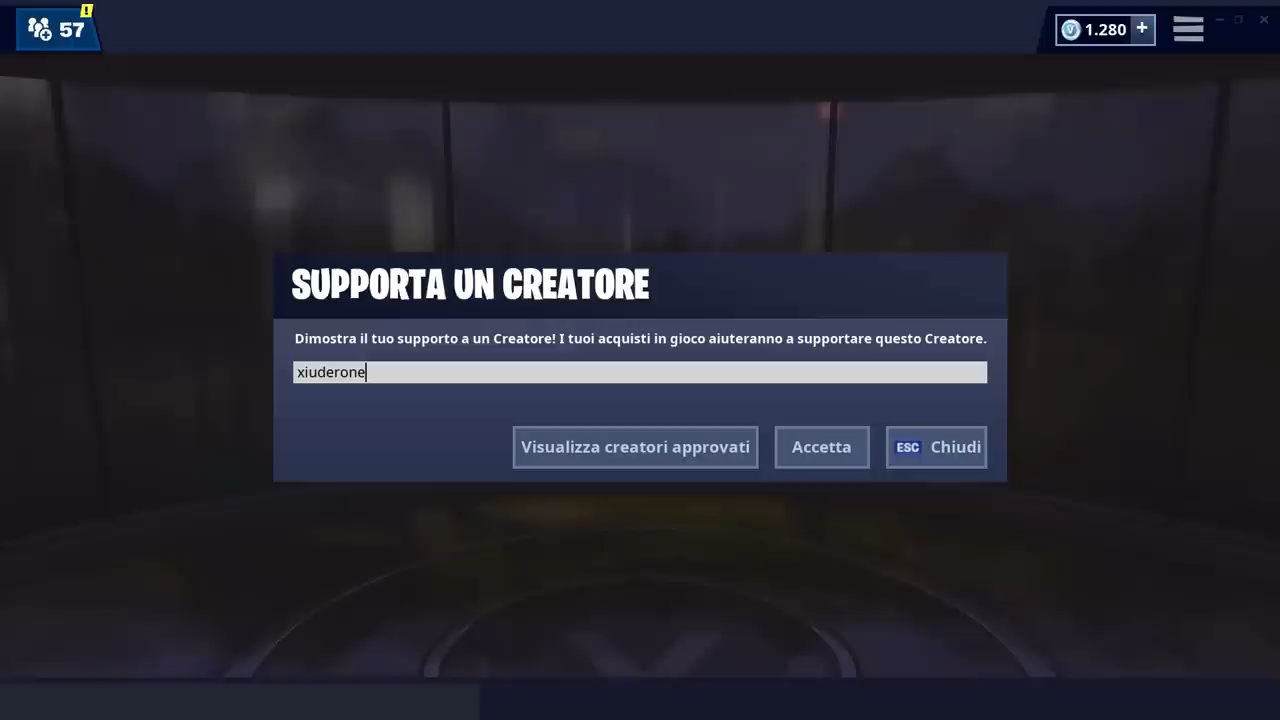 57
!
1.280 +
SUPPORTA UN CREATORE
Dimostra il tuo supporto a un Creatore! I tuoi acquisti in gioco aiuteranno a supportare questo Creatore.
xiuderone
Visualizza creatori approvati Accetta ESC Chiudi